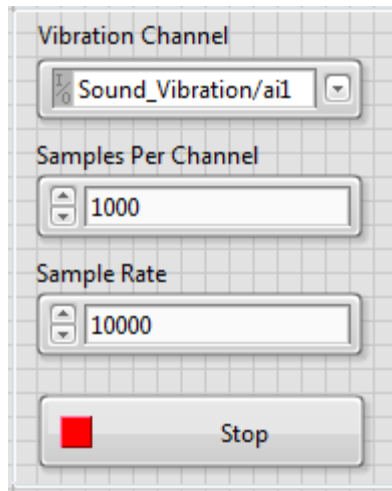 Vibration Channel
I/O Sound_Vibration/ai1
Samples Per Channel
1000
Sample Rate
10000
Stop